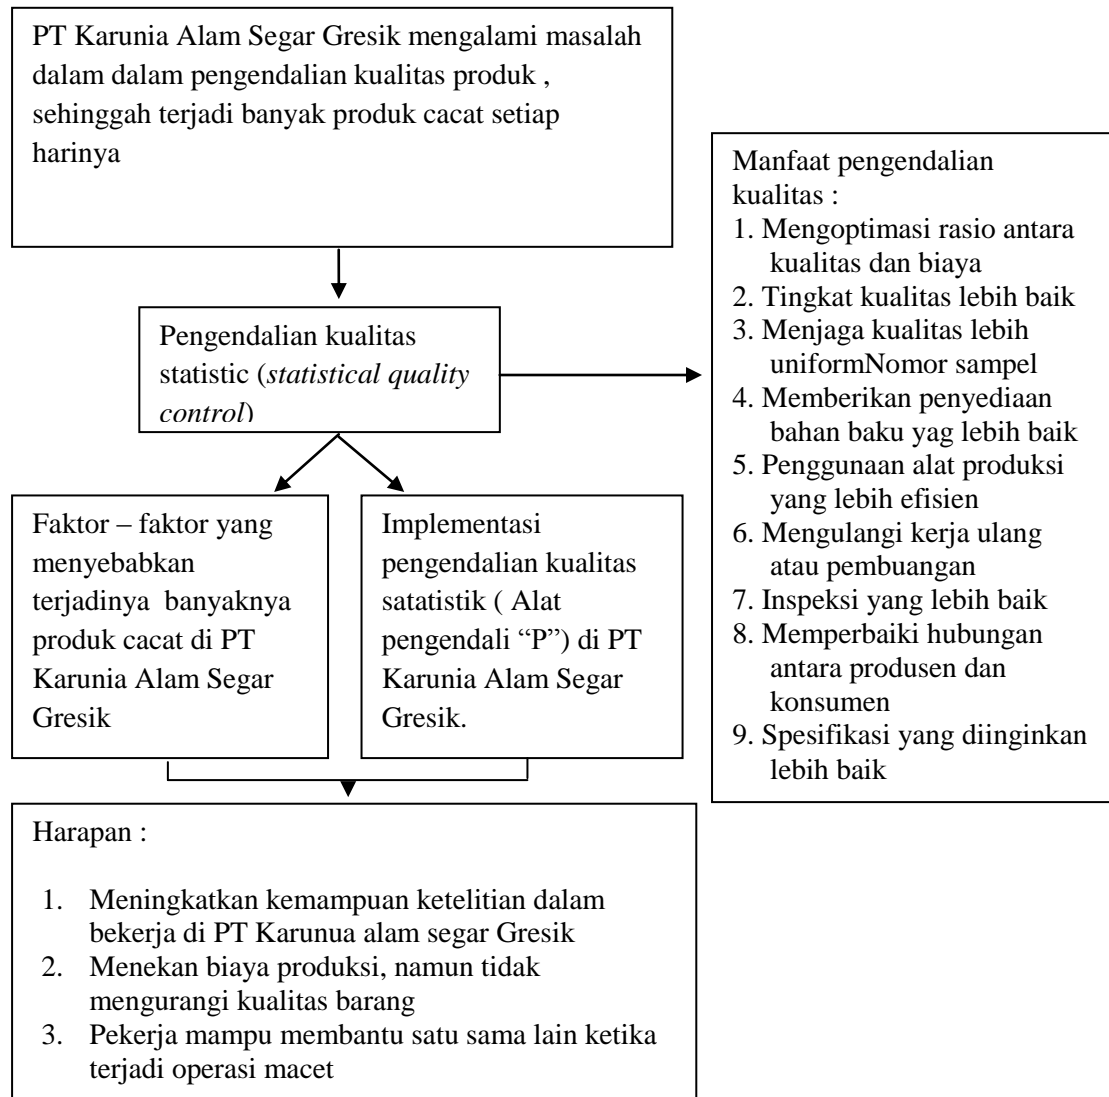 PT Karunia Alam Segar Gresik mengalami masalah
dalam dalam pengendalian kualitas produk ,
sehinggah terjadi banyak produk cacat setiap
harinya
Manfaat pengendalian
kualitas :
1. Mengoptimasi rasio antara
kualitas dan biaya
2. Tingkat kualitas lebih baik
3. Menjaga kualitas lebih
uniformNomor sampel
4. Memberikan penyediaan
bahan baku yag lebih baik
5. Penggunaan alat produksi
yang lebih efisien
6. Mengulangi kerja ulang
atau pembuangan
7. Inspeksi yang lebih baik
8. Memperbaiki hubungan
antara produsen dan
konsumen
9. Spesifikasi yang diinginkan
lebih baik
Pengendalian kualitas
statistic (statistical quality
control)
Faktor – faktor yang
menyebabkan
terjadinya  banyaknya
produk cacat di PT
Karunia Alam Segar
Gresik
Implementasi
pengendalian kualitas
satatistik ( Alat
pengendali “P”) di PT
Karunia Alam Segar
Gresik.
Harapan :
1. Meningkatkan kemampuan ketelitian dalam
bekerja di PT Karunua alam segar Gresik
2. Menekan biaya produksi, namun tidak
mengurangi kualitas barang
3. Pekerja mampu membantu satu sama lain ketika
terjadi operasi macet